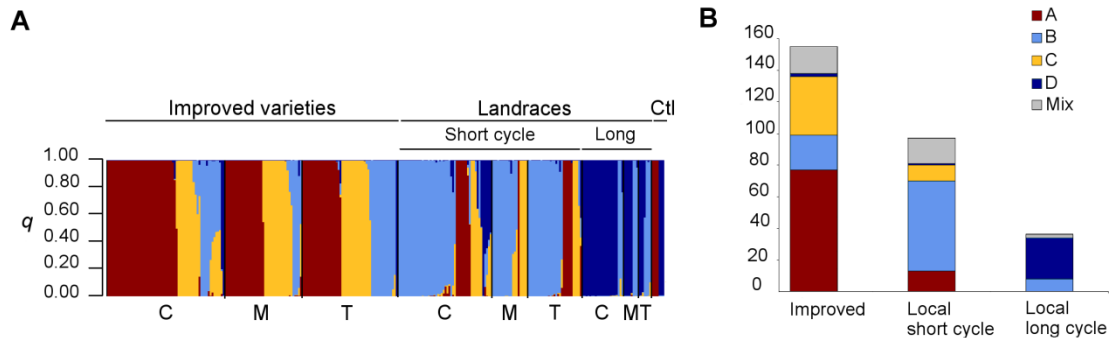 A
Improved varieties
Landraces
Ctl
Short cycle
Long
1.00
0.80
0.60
q
0.40
0.20
0.00
C M T C M T C M T
B
A
B
C
D
Mix
160
140
120
100
80
60
40
20
0
Improved
Local
short cycle
Local
long cycle